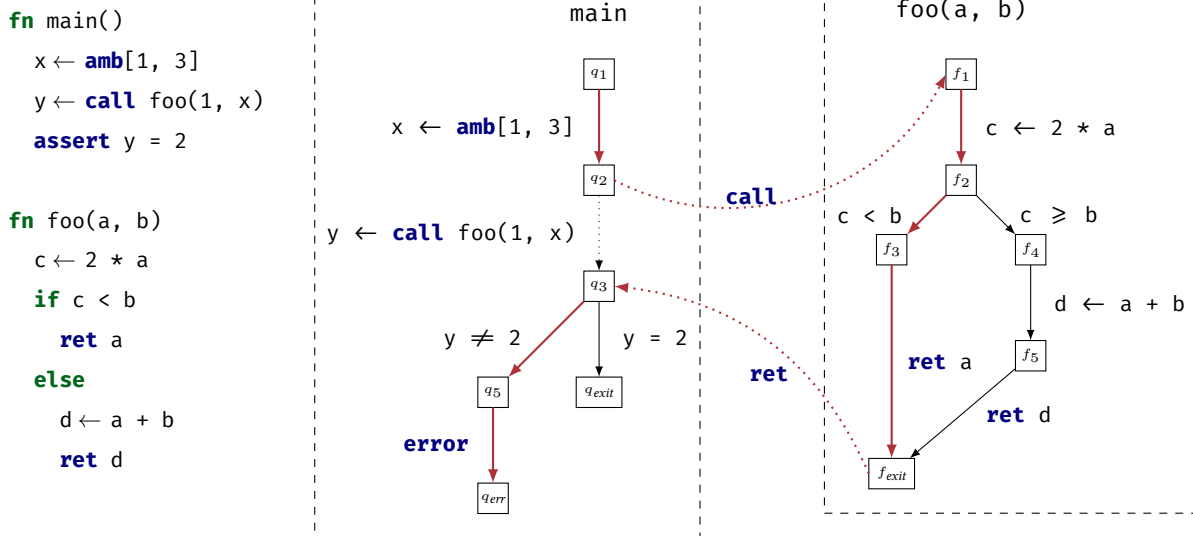 fn main()
x ← amb[1, 3]
y ← call foo(1, x)
assert y = 2
fn foo(a, b)
c ← 2 * a
if c < b
ret a
else
d ← a + b
ret d
main
q1
x ← amb[1, 3]
q2
call
y ← call foo(1, x)
q3
y ≠ 2
y = 2
q5
qexit
ret
error
qerr
foo(a, b)
f1
c ← 2 * a
f2
c < b
c ⩾ b
f3
f4
d ← a + b
f5
ret a
ret d
fexit